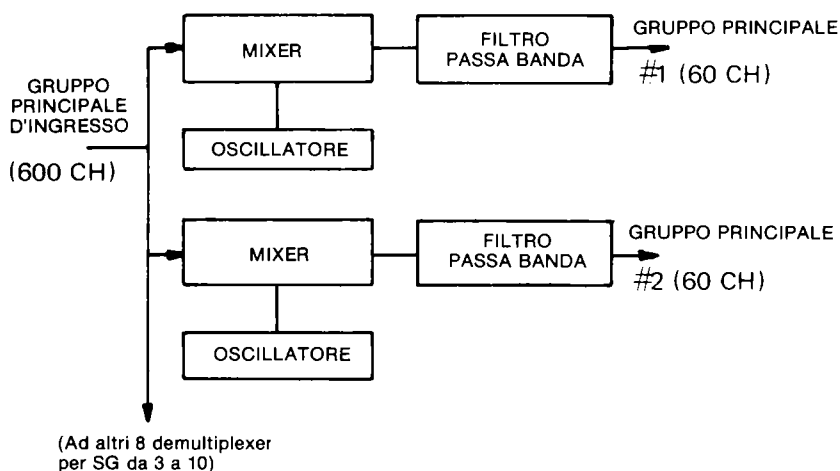 GRUPPO
PRINCIPALE
D'INGRESSO
(600 CH)
MIXER
FILTRO
PASSA BANDA
GRUPPO PRINCIPALE
#1 (60 CH)
OSCILLATORE
MIXER
FILTRO
PASSA BANDA
GRUPPO PRINCIPALE
#2 (60 CH)
OSCILLATORE
(Ad altri 8 demultiplexer
per SG da 3 a 10)